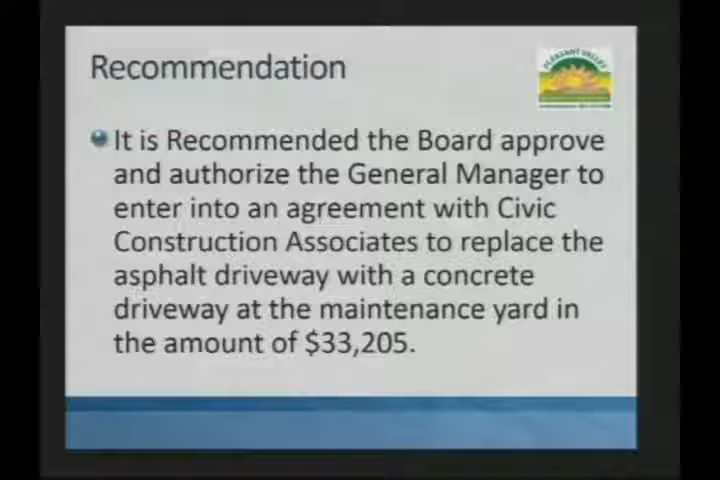 Recommendation
PLEASANT VALLEY
It is Recommended the Board approve
and authorize the General Manager to
enter into an agreement with Civic
Construction Associates to replace the
asphalt driveway with a concrete
driveway at the maintenance yard in
the amount of $33,205.